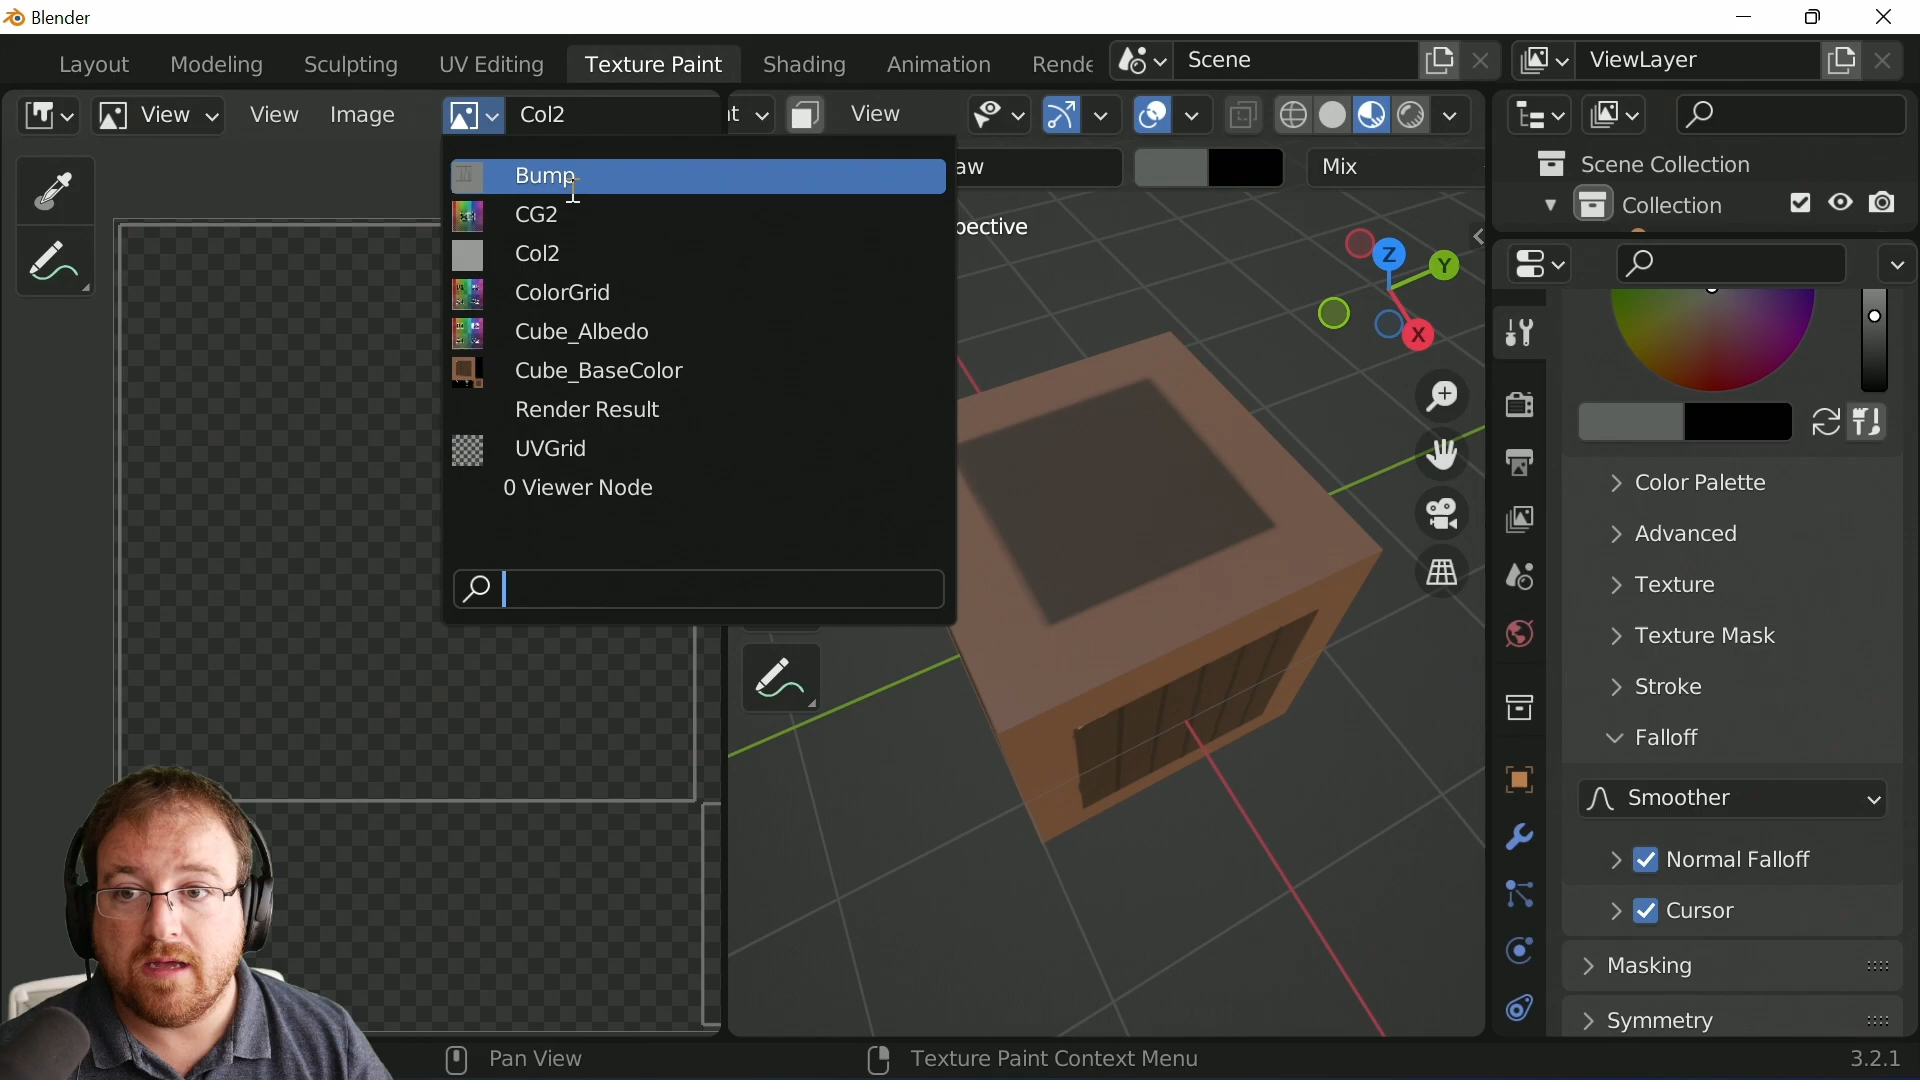 Blender
Layout Modeling Sculpting UV Editing Texture Paint Shading Animation Rende Scene ViewLayer
View View Image Col2 t View
aw Mix
Bump
CG2
Col2
ColorGrid
Cube_Albedo
Cube_BaseColor
Render Result
UVGrid
0 Viewer Node
pective
Z
Y
X
Scene Collection
Collection
Color Palette
Advanced
Texture
Texture Mask
Stroke
Falloff
Smoother
Normal Falloff
Cursor
Masking
Symmetry
Pan View Texture Paint Context Menu 3.2.1